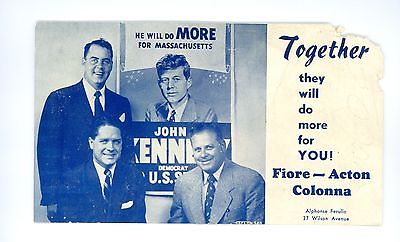 HE WILL DO MORE
FOR MASSACHUSETTS
JOHN
KENNEDY
DEMOCRAT
U.S. S
Together
they
will
do
more
for
YOU!
Fiore — Acton
Colonna
Alphonse Ferullo
27 Wilson Avenue